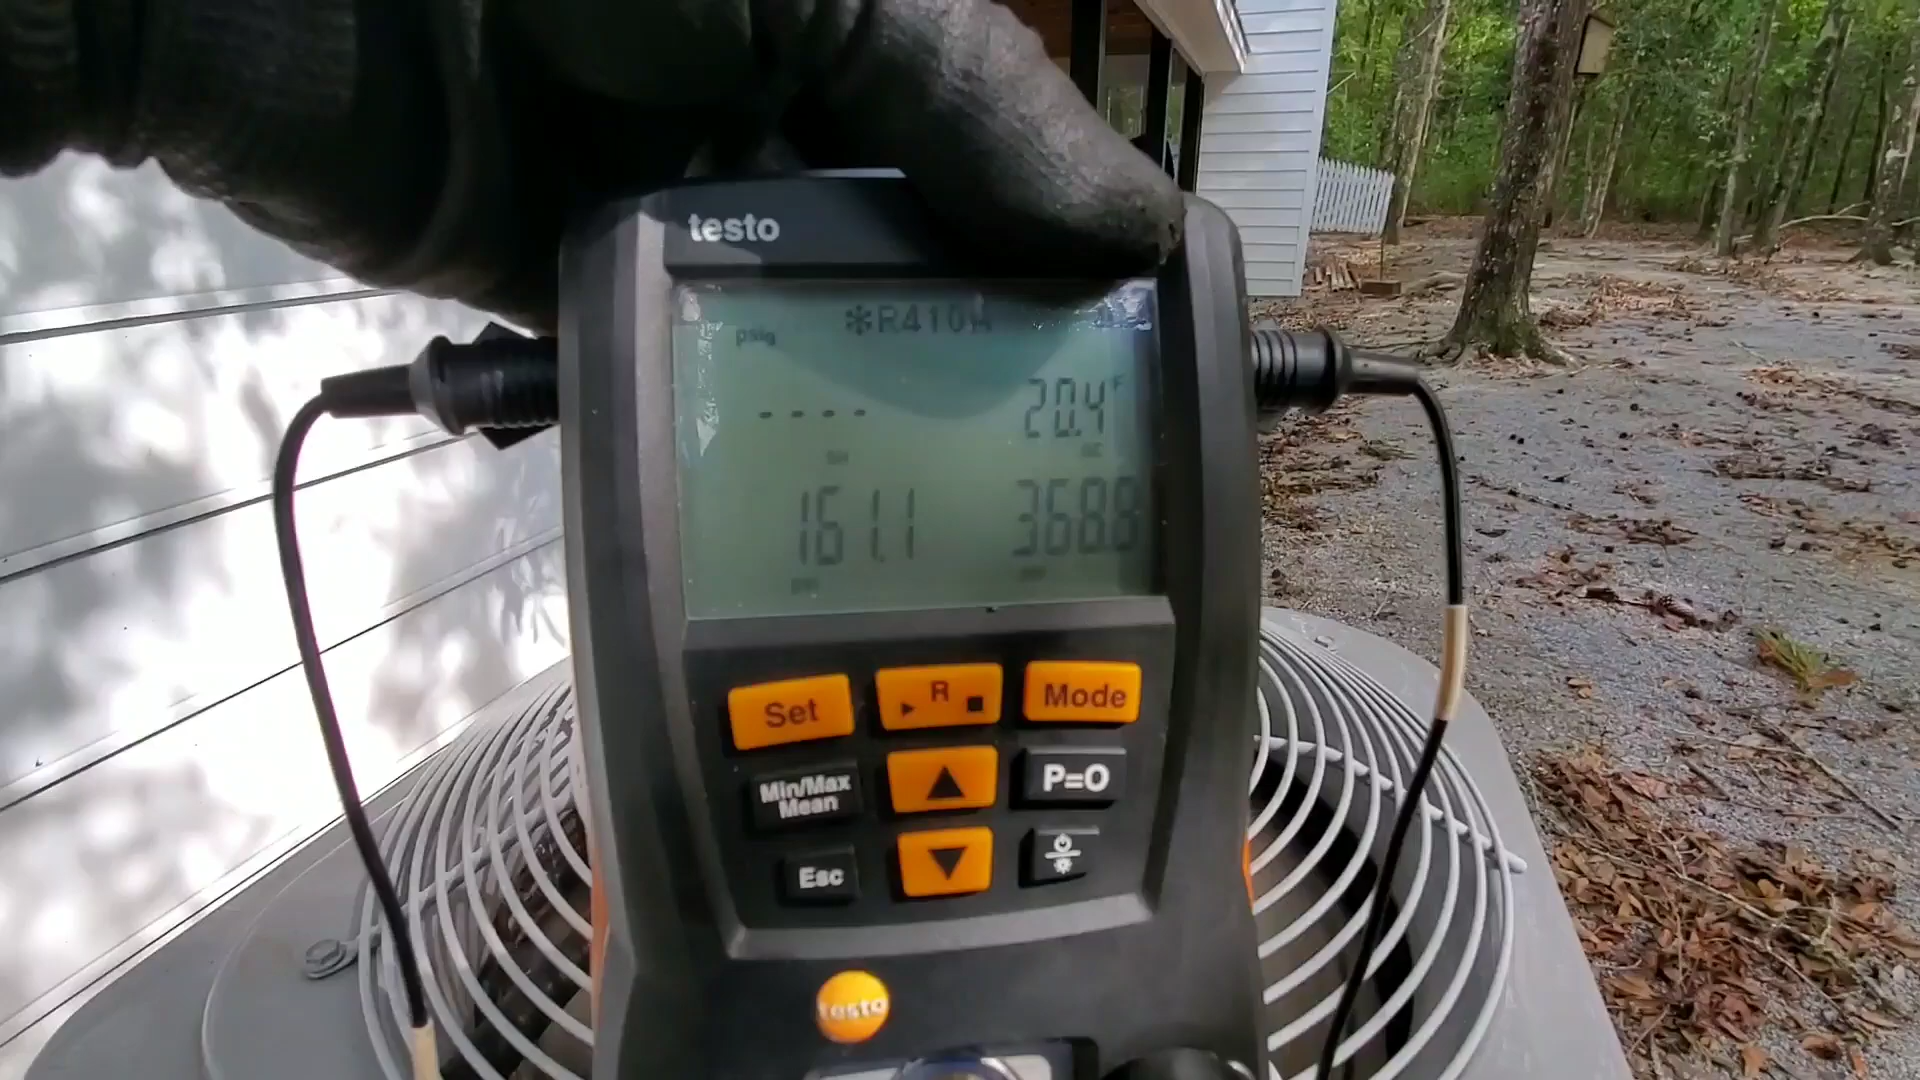 testo
psig
*R410A
---- 20.4 °F
161.1 368.8
Set R Mode
Min/Max
Mean
P=0
Esc
testo